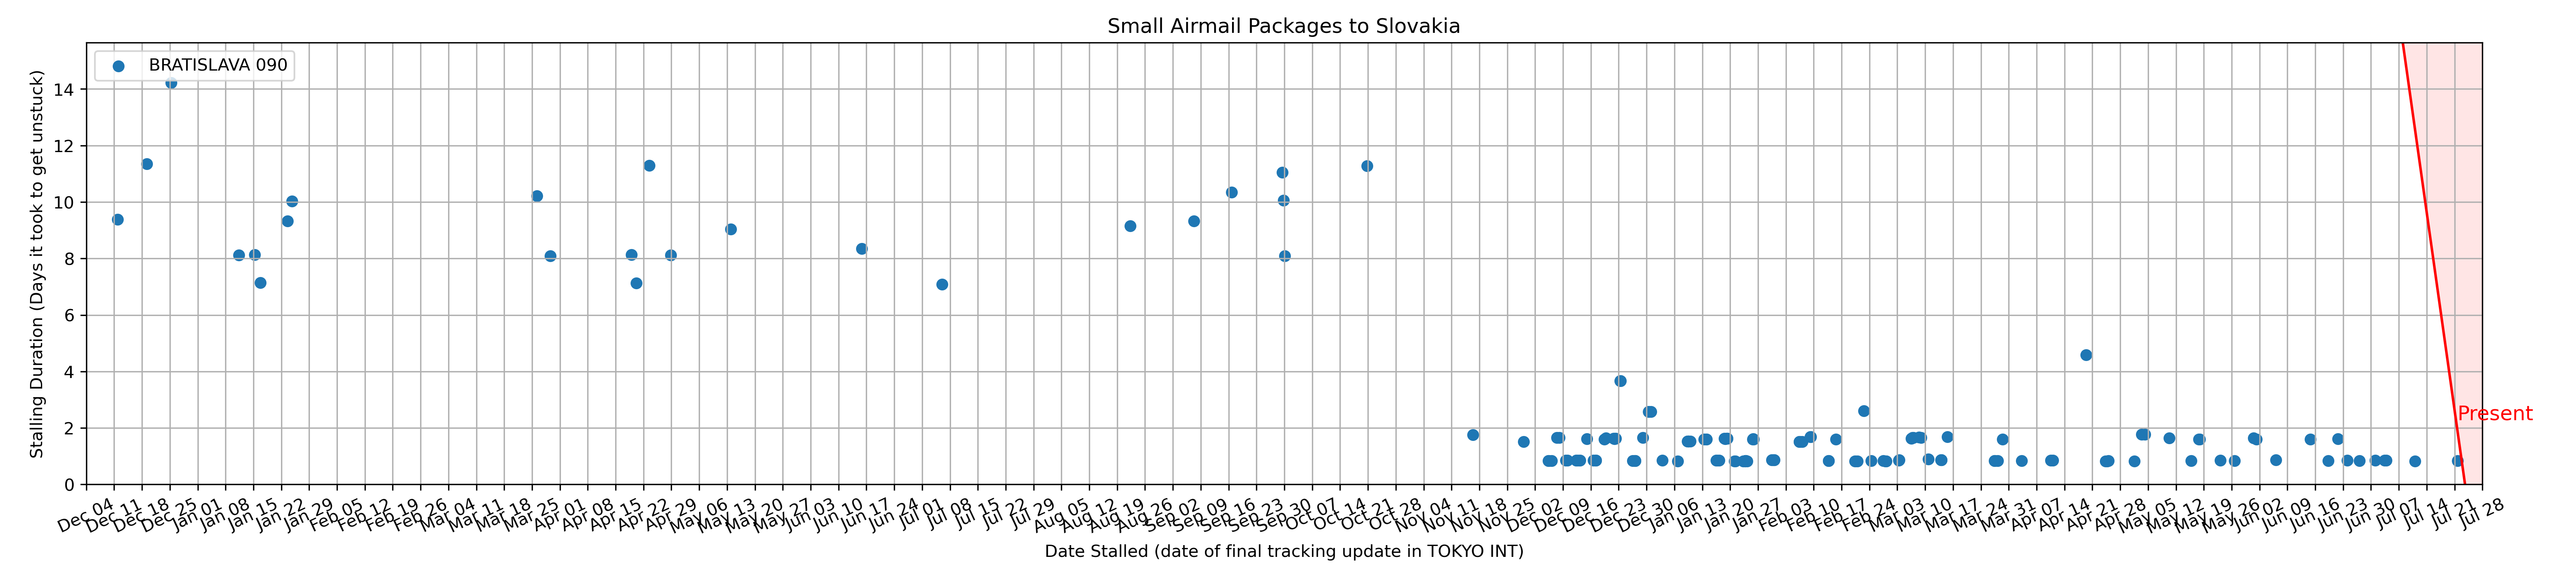 Small Airmail Packages to Slovakia
BRATISLAVA 090
Stalling Duration (Days it took to get unstuck)
14
12
10
8
6
4
2
0
Present
Dec 04
Dec 11
Dec 18
Dec 25
Jan 01
Jan 08
Jan 15
Jan 22
Jan 29
Feb 05
Feb 12
Feb 19
Feb 26
Mar 04
Mar 11
Mar 18
Mar 25
Apr 01
Apr 08
Apr 15
Apr 22
Apr 29
May 06
May 13
May 20
May 27
Jun 03
Jun 10
Jun 17
Jun 24
Jul 01
Jul 08
Jul 15
Jul 22
Jul 29
Aug 05
Aug 12
Aug 19
Aug 26
Sep 02
Sep 09
Sep 16
Sep 23
Sep 30
Oct 07
Oct 14
Oct 21
Oct 28
Nov 04
Nov 11
Nov 18
Nov 25
Dec 02
Dec 09
Dec 16
Dec 23
Dec 30
Jan 06
Jan 13
Jan 20
Jan 27
Feb 03
Feb 10
Feb 17
Feb 24
Mar 03
Mar 10
Mar 17
Mar 24
Mar 31
Apr 07
Apr 14
Apr 21
Apr 28
May 05
May 12
May 19
May 26
Jun 02
Jun 09
Jun 16
Jun 23
Jun 30
Jul 07
Jul 14
Jul 21
Jul 28
Date Stalled (date of final tracking update in TOKYO INT)